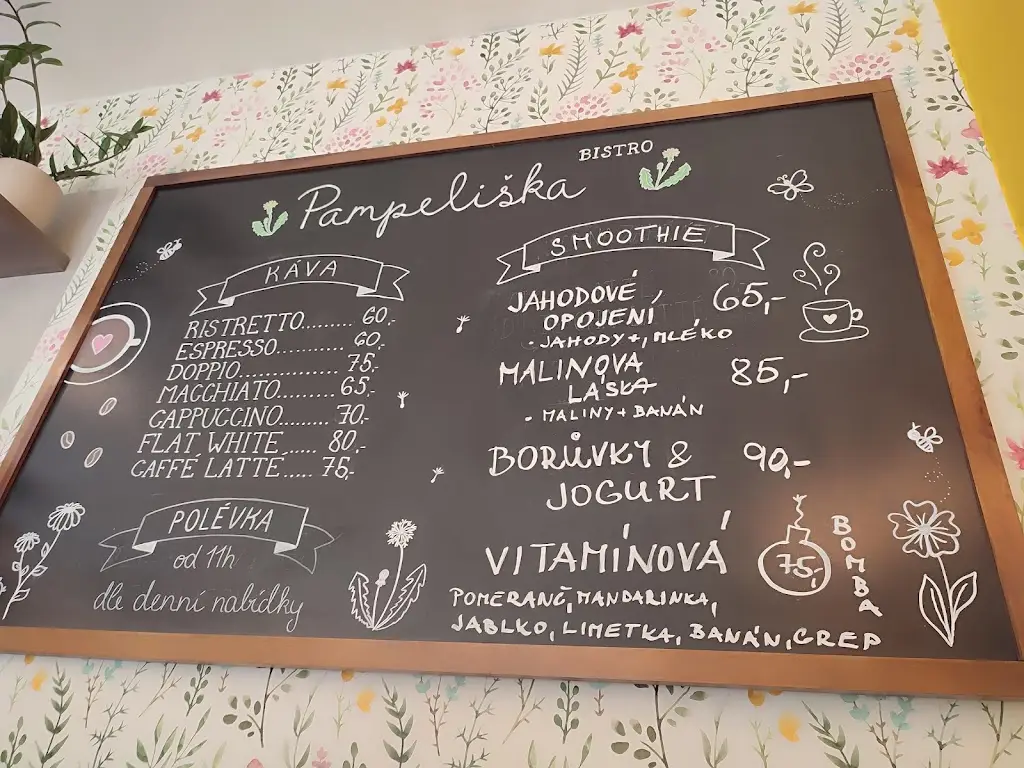 BISTRO
Pampeliška
KÁVA
RISTRETTO........ 60,-
ESPRESSO.......... 60,-
DOPPIO............... 75,-
MACCHIATO...... 65,-
CAPPUCCINO..... 70,-
FLAT WHITE...... 80,-
CAFFÉ LATTÉ..... 75,-
POLÉVKA
od 11h
dle denní nabídky
SMOOTHIE
JAHODOVÉ 65,-
OPOJENÍ
- JAHODY +, MLÉKO
MALINOVÁ 85,-
LÁSKA
- MALINY + BANÁN
BORŮVKY & 90,-
JOGURT
VITAMÍNOVÁ 75,- BOMBA
POMERANČ, MANDARINKA,
JABLKO, LIMETKA, BANÁN, GREP